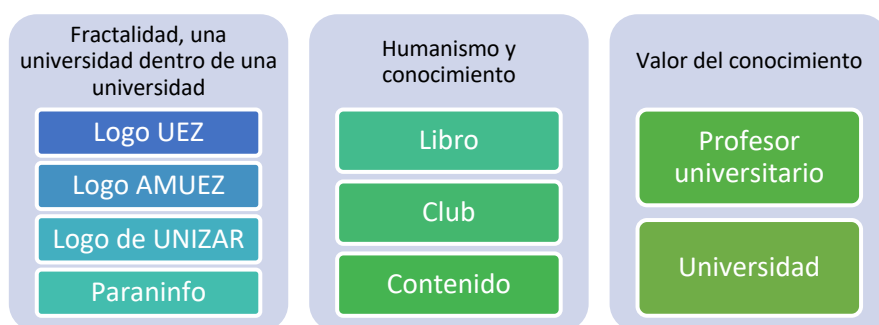 Fractalidad, una
universidad dentro de una
universidad
Logo UEZ
Logo AMUEZ
Logo de UNIZAR
Paraninfo
Humanismo y
conocimiento
Libro
Club
Contenido
Valor del conocimiento
Profesor
universitario
Universidad